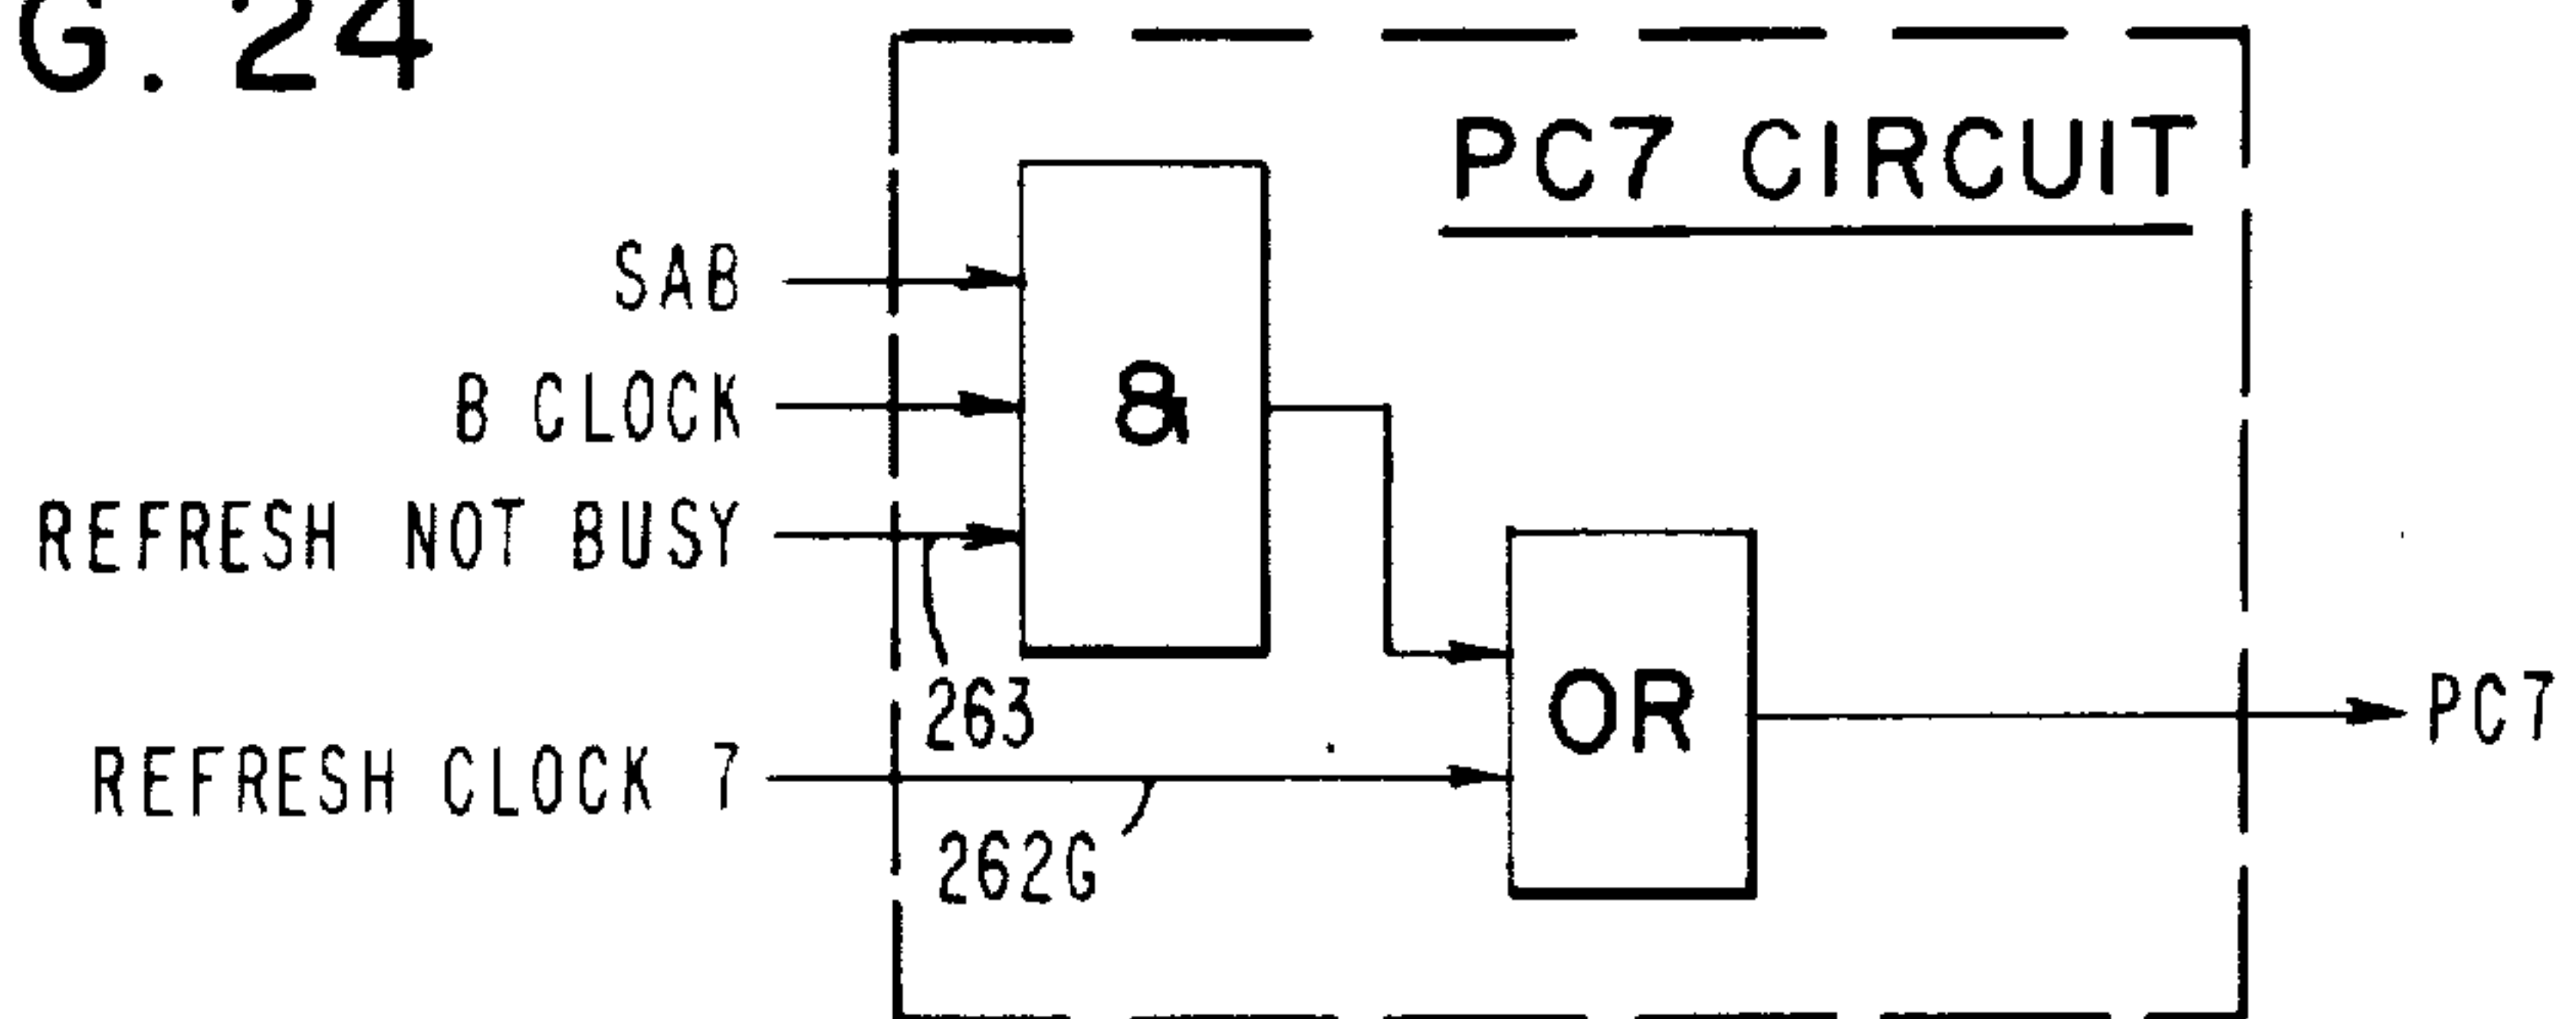 G. 24
PC7 CIRCUIT
SAB
B CLOCK
&
REFRESH NOT BUSY
263
OR
PC7
REFRESH CLOCK 7
262G